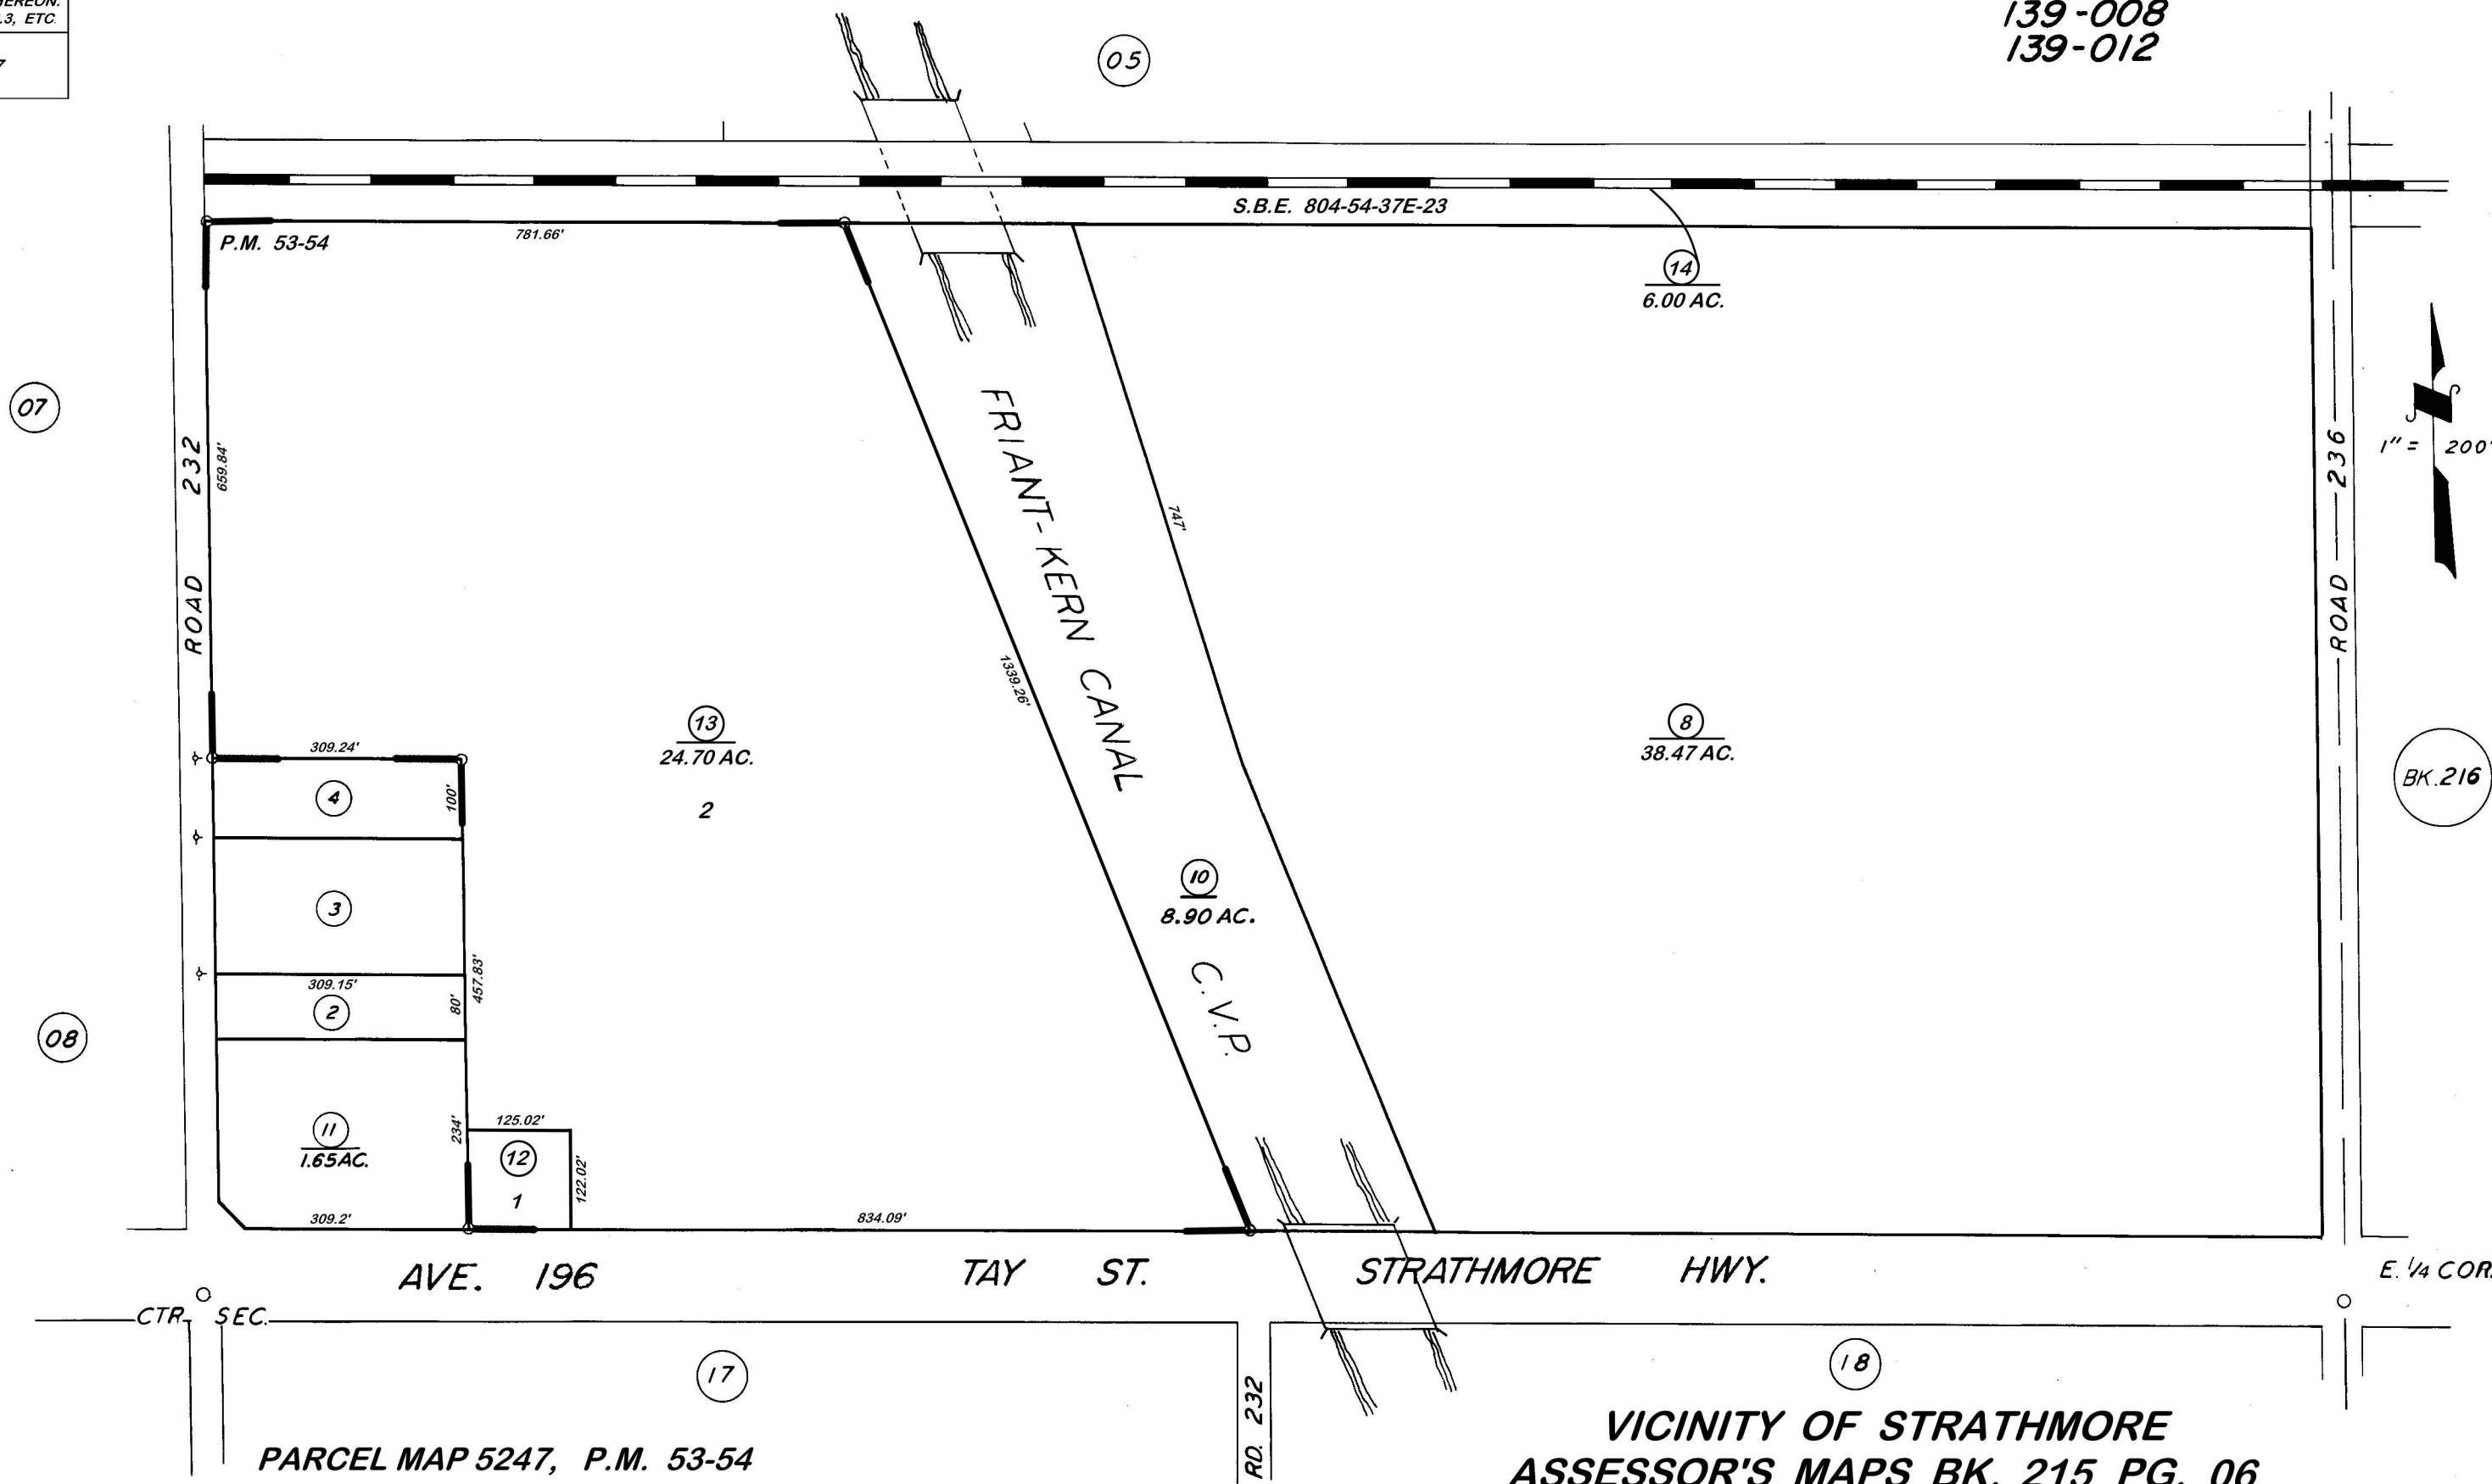 HEREON.
.3, ETC.
7
139-008
139-012
05
S.B.E. 804-54-37E-23
P.M. 53-54
781.66'
14
6.00 AC.
07
ROAD 232
659.84'
FRIANT-KERN CANAL
747'
ROAD 236
1" = 200'
1339.26'
309.24'
13
24.70 AC.
2
8
38.47 AC.
BK.216
4
100'
3
10
8.90 AC.
309.15'
457.83'
2
80'
C.V.P.
08
11
1.65AC.
234'
125.02'
12
1
122.02'
309.2'
834.09'
AVE. 196 TAY ST. STRATHMORE HWY.
E. 1/4 COR.
CTR. SEC.
17
18
RD. 232
PARCEL MAP 5247, P.M. 53-54
VICINITY OF STRATHMORE
ASSESSOR'S MAPS BK. 215 PG. 06